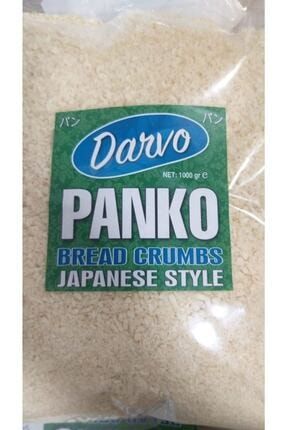 パン パン
Darvo
NET: 1000 gr ℮
PANKO
BREAD CRUMBS
JAPANESE STYLE